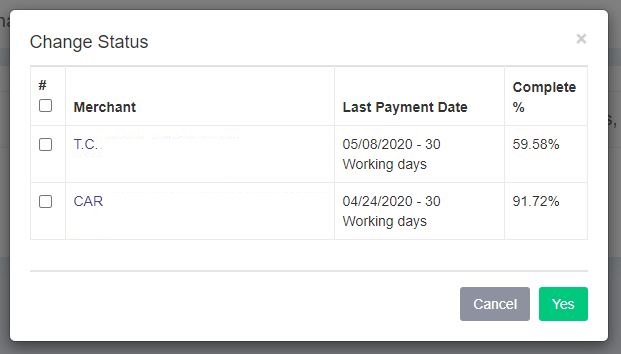 Change Status
×
#
Merchant
Last Payment Date
Complete
%
T.C.
05/08/2020 - 30
Working days
59.58%
CAR
04/24/2020 - 30
Working days
91.72%
Cancel
Yes